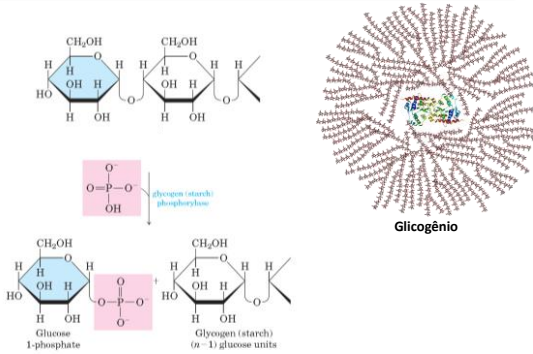 CH₂OH CH₂OH
H O H H O H H
H H
HO OH H O OH H O
H OH H OH
O⁻
O=P—O⁻
OH
glycogen (starch)
phosphorylase
Glicogênio
CH₂OH CH₂OH
H O H H O H H
H O⁻ + H
HO OH H O—P—O⁻ HO OH H O
H OH O⁻ H OH
Glucose
1-phosphate
Glycogen (starch)
(n−1) glucose units